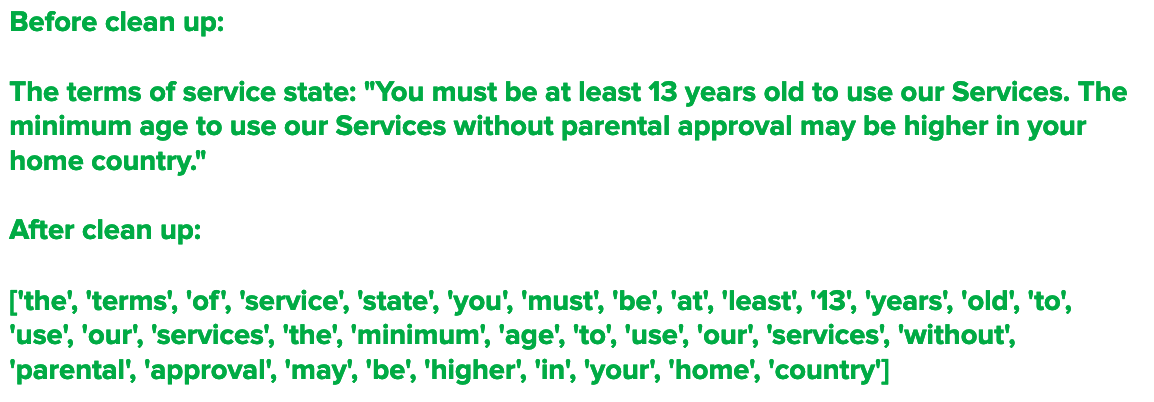 Before clean up:
The terms of service state: "You must be at least 13 years old to use our Services. The
minimum age to use our Services without parental approval may be higher in your
home country."
After clean up:
['the', 'terms', 'of', 'service', 'state', 'you', 'must', 'be', 'at', 'least', '13', 'years', 'old', 'to',
'use', 'our', 'services', 'the', 'minimum', 'age', 'to', 'use', 'our', 'services', 'without',
'parental', 'approval', 'may', 'be', 'higher', 'in', 'your', 'home', 'country']